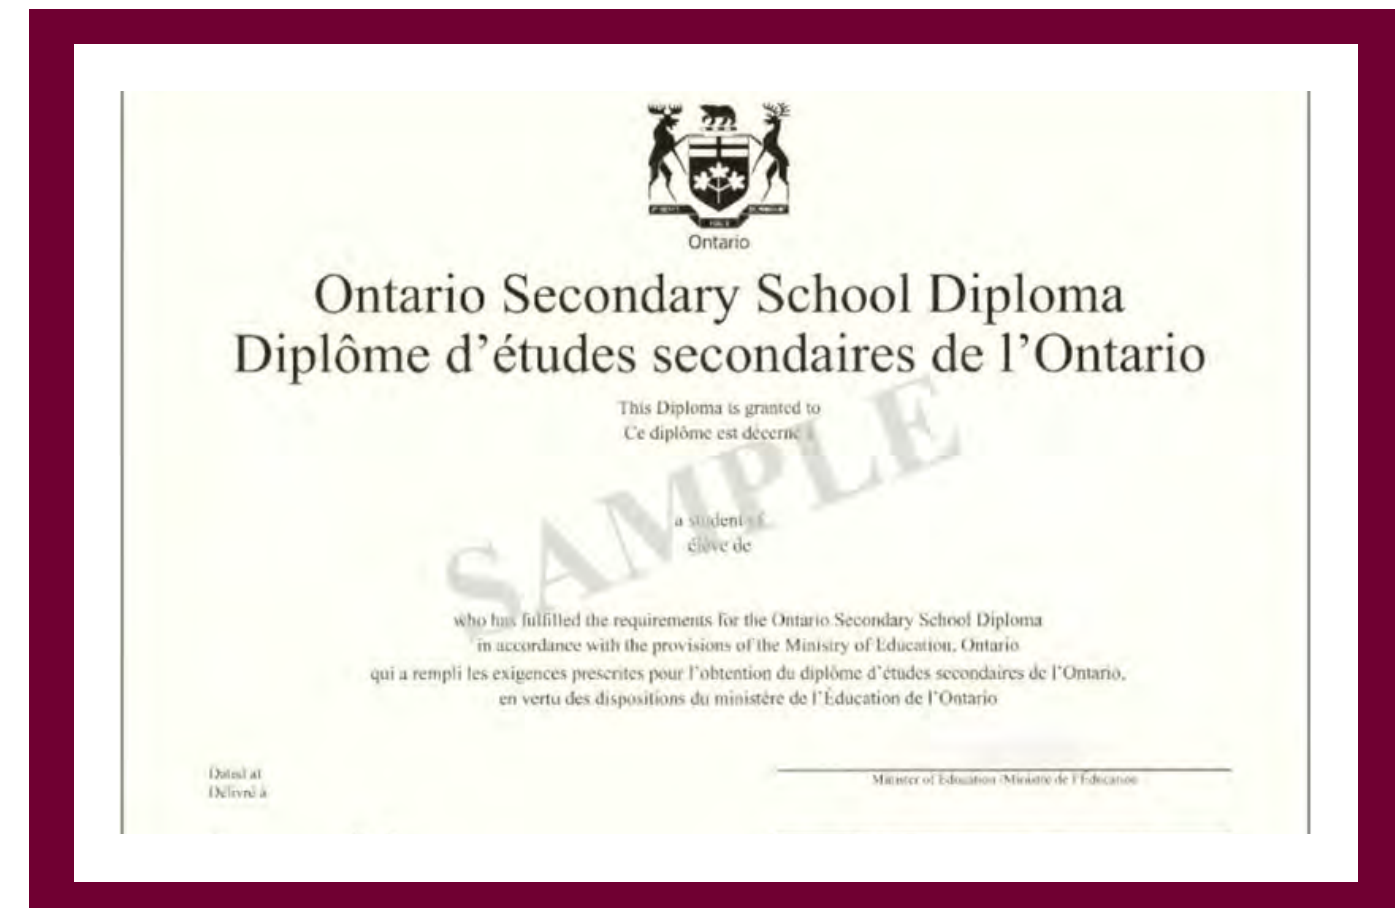 Ontario
Ontario Secondary School Diploma
Diplôme d'études secondaires de l'Ontario
This Diploma is granted to
Ce diplôme est décerné
SAMPLE
a student of
élève de
who has fulfilled the requirements for the Ontario Secondary School Diploma
in accordance with the provisions of the Ministry of Education, Ontario
qui a rempli les exigences prescrites pour l'obtention du diplôme d'études secondaires de l'Ontario,
en vertu des dispositions du ministère de l'Éducation de l'Ontario
Dated at
Délivré à
Minister of Education/Ministre de l'Éducation